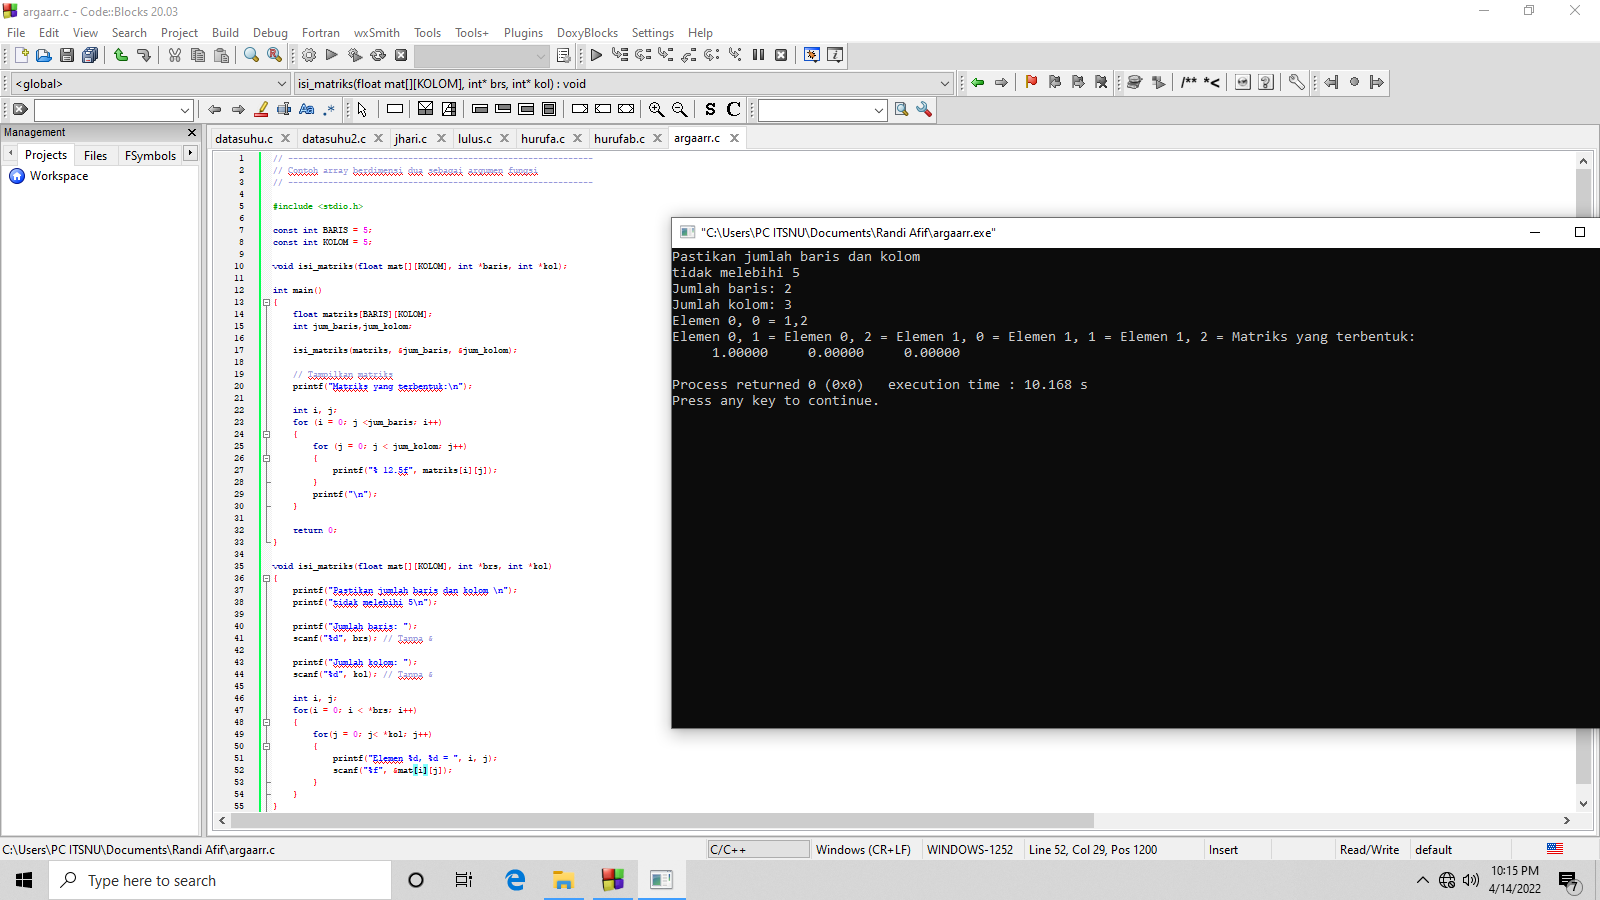 argaarr.c - Code::Blocks 20.03
File Edit View Search Project Build Debug Fortran wxSmith Tools Tools+ Plugins DoxyBlocks Settings Help
<global>
isi_matriks(float mat[][KOLOM], int* brs, int* kol) : void
/** *<
Aa .*
S C
Management
Projects Files FSymbols
Workspace
datasuhu.c datasuhu2.c jhari.c lulus.c hurufa.c hurufab.c argaarr.c
1 // -------------------------------------------------------------
2 // Contoh array berdimensi dua sebagai argumen fungsi
3 // -------------------------------------------------------------
4
5 #include <stdio.h>
6
7 const int BARIS = 5;
8 const int KOLOM = 5;
9
10 void isi_matriks(float mat[][KOLOM], int *baris, int *kol);
11
12 int main()
13 {
14 float matriks[BARIS][KOLOM];
15 int jum_baris,jum_kolom;
16
17 isi_matriks(matriks, &jum_baris, &jum_kolom);
18
19 // Tampilkan matriks
20 printf("Matriks yang terbentuk:\n");
21
22 int i, j;
23 for (i = 0; j <jum_baris; i++)
24 {
25 for (j = 0; j < jum_kolom; j++)
26 {
27 printf("% 12.5f", matriks[i][j]);
28 }
29 printf("\n");
30 }
31
32 return 0;
33 }
34
35 void isi_matriks(float mat[][KOLOM], int *brs, int *kol)
36 {
37 printf("Pastikan jumlah baris dan kolom \n");
38 printf("tidak melebihi 5\n");
39
40 printf("Jumlah baris: ");
41 scanf("%d", brs); // Tanpa &
42
43 printf("Jumlah kolom: ");
44 scanf("%d", kol); // Tanpa &
45
46 int i, j;
47 for(i = 0; i < *brs; i++)
48 {
49 for(j = 0; j< *kol; j++)
50 {
51 printf("Elemen %d, %d = ", i, j);
52 scanf("%f", &mat[i][j]);
53 }
54 }
55 }
"C:\Users\PC ITSNU\Documents\Randi Afif\argaarr.exe"
Pastikan jumlah baris dan kolom
tidak melebihi 5
Jumlah baris: 2
Jumlah kolom: 3
Elemen 0, 0 = 1,2
Elemen 0, 1 = Elemen 0, 2 = Elemen 1, 0 = Elemen 1, 1 = Elemen 1, 2 = Matriks yang terbentuk:
1.00000 0.00000 0.00000
Process returned 0 (0x0) execution time : 10.168 s
Press any key to continue.
C:\Users\PC ITSNU\Documents\Randi Afif\argaarr.c C/C++ Windows (CR+LF) WINDOWS-1252 Line 52, Col 29, Pos 1200 Insert Read/Write default
Type here to search
10:15 PM
4/14/2022
7